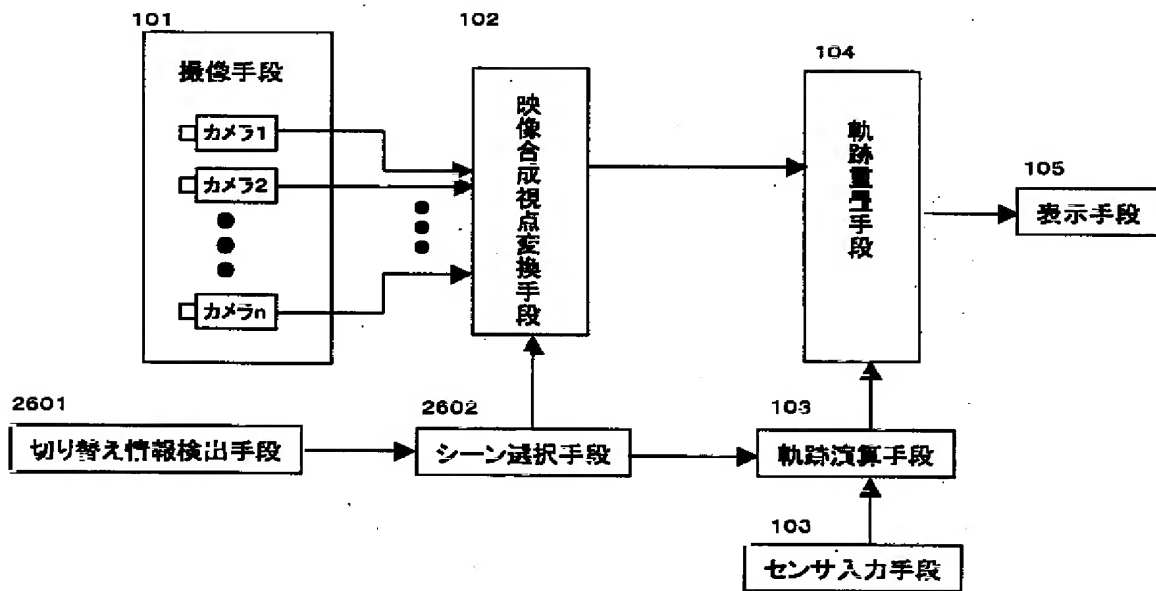 101
撮像手段
カメラ1
カメラ2
カメラn
102
映像合成視点変換手段
104
軌跡重畳手段
105
表示手段
2601
切り替え情報検出手段
2602
シーン選択手段
103
軌跡演算手段
103
センサ入力手段